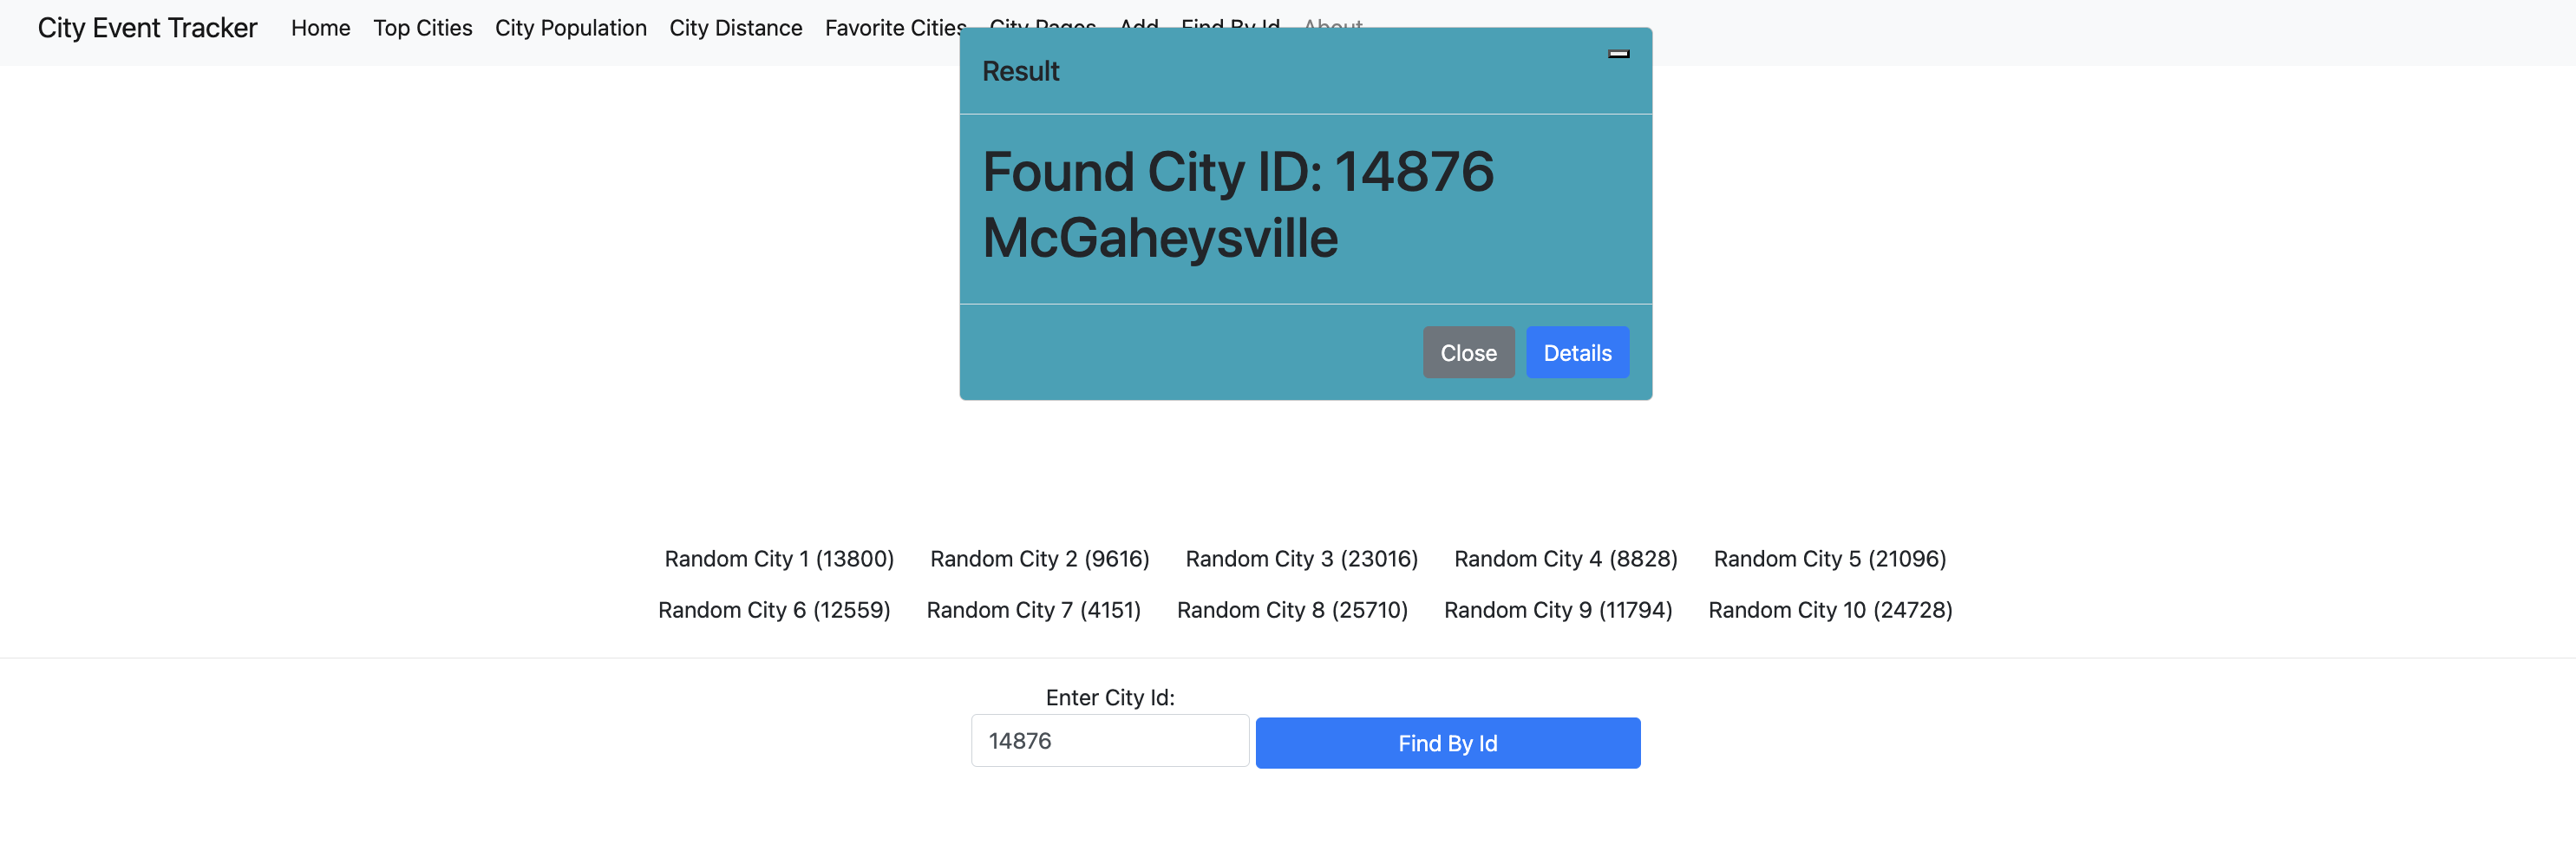 City Event Tracker Home Top Cities City Population City Distance Favorite Cities City Pages Add Find By Id About
Result
Found City ID: 14876
McGaheysville
Close Details
Random City 1 (13800) Random City 2 (9616) Random City 3 (23016) Random City 4 (8828) Random City 5 (21096)
Random City 6 (12559) Random City 7 (4151) Random City 8 (25710) Random City 9 (11794) Random City 10 (24728)
Enter City Id:
14876 Find By Id